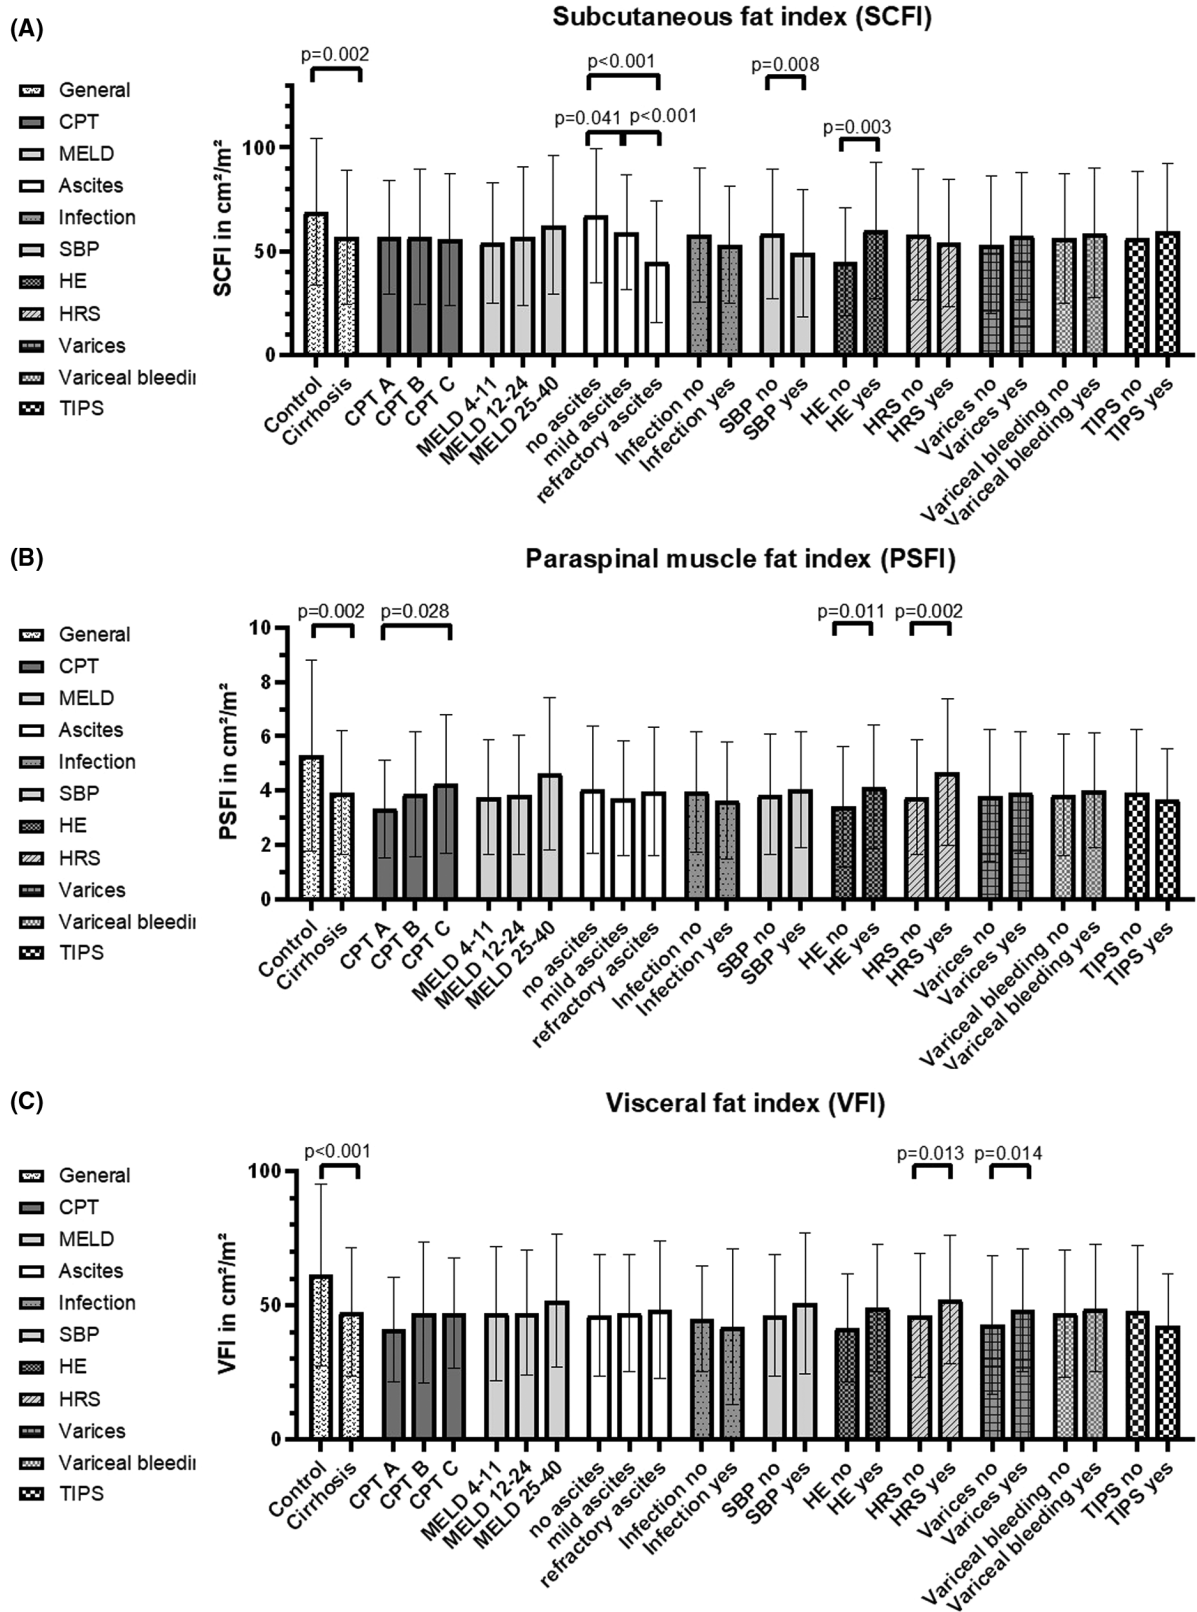 (A)
Subcutaneous fat index (SCFI)
General
CPT
MELD
Ascites
Infection
SBP
HE
HRS
Varices
Variceal bleedii
TIPS
SCFI in cm²/m²
100
50
0
p=0.002
p<0.001
p=0.041
p<0.001
p=0.008
p=0.003
Control
Cirrhosis
CPT A
CPT B
CPT C
MELD 4-11
MELD 12-24
MELD 25-40
no ascites
mild ascites
refractory ascites
Infection no
Infection yes
SBP no
SBP yes
HE no
HE yes
HRS no
HRS yes
Varices no
Varices yes
Variceal bleeding no
Variceal bleeding yes
TIPS no
TIPS yes
(B)
Paraspinal muscle fat index (PSFI)
General
CPT
MELD
Ascites
Infection
SBP
HE
HRS
Varices
Variceal bleedii
TIPS
PSFI in cm²/m²
10
8
6
4
2
0
p=0.002
p=0.028
p=0.011
p=0.002
Control
Cirrhosis
CPT A
CPT B
CPT C
MELD 4-11
MELD 12-24
MELD 25-40
no ascites
mild ascites
refractory ascites
Infection no
Infection yes
SBP no
SBP yes
HE no
HE yes
HRS no
HRS yes
Varices no
Varices yes
Variceal bleeding no
Variceal bleeding yes
TIPS no
TIPS yes
(C)
Visceral fat index (VFI)
General
CPT
MELD
Ascites
Infection
SBP
HE
HRS
Varices
Variceal bleedii
TIPS
VFI in cm²/m²
100
50
0
p<0.001
p=0.013
p=0.014
Control
Cirrhosis
CPT A
CPT B
CPT C
MELD 4-11
MELD 12-24
MELD 25-40
no ascites
mild ascites
refractory ascites
Infection no
Infection yes
SBP no
SBP yes
HE no
HE yes
HRS no
HRS yes
Varices no
Varices yes
Variceal bleeding no
Variceal bleeding yes
TIPS no
TIPS yes